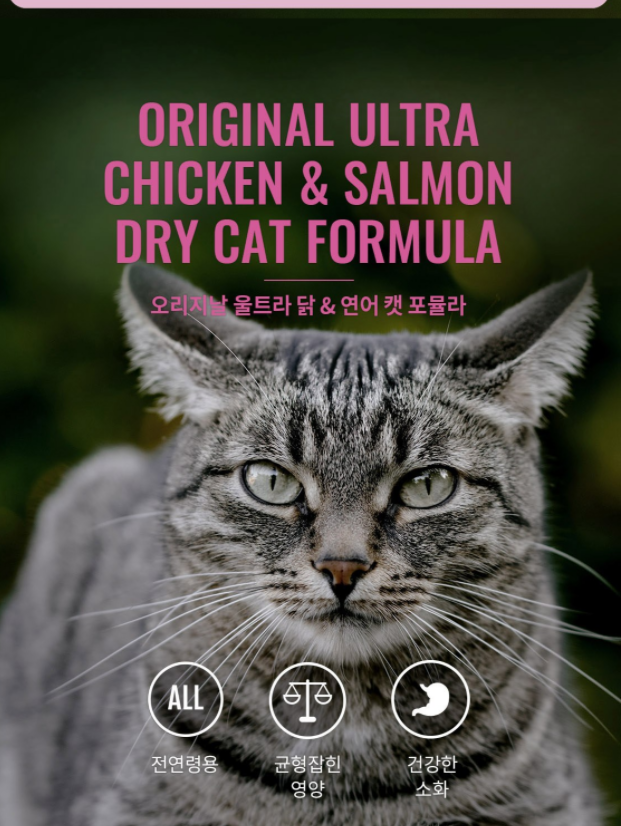 ORIGINAL ULTRA
CHICKEN & SALMON
DRY CAT FORMULA
오리지날 울트라 닭 & 연어 캣 포뮬라
ALL
전연령용
균형잡힌
영양
건강한
소화